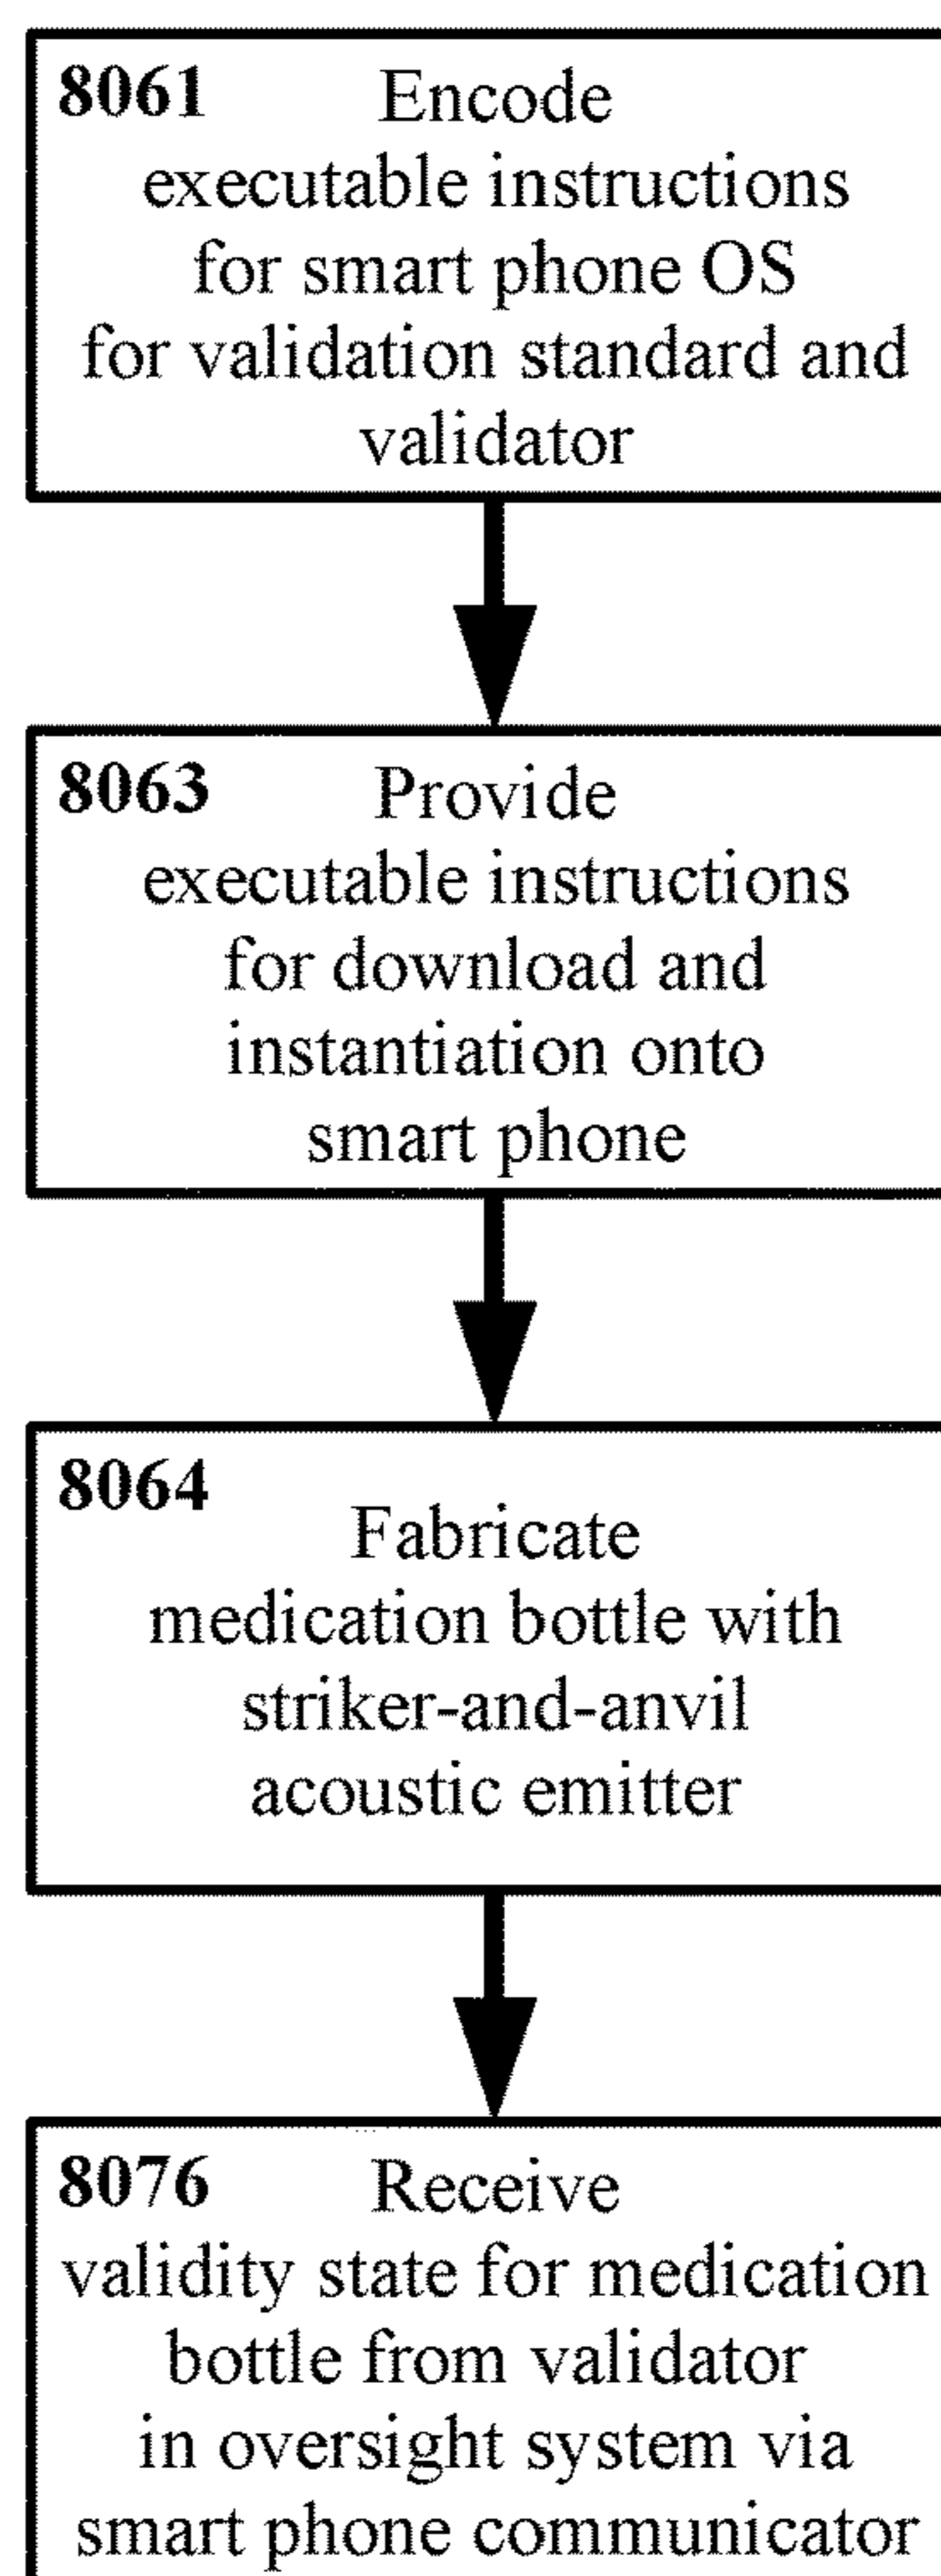 8061 Encode
executable instructions
for smart phone OS
for validation standard and
validator
8063 Provide
executable instructions
for download and
instantiation onto
smart phone
8064
Fabricate
medication bottle with
striker-and-anvil
acoustic emitter
8076 Receive
validity state for medication
bottle from validator
in oversight system via
smart phone communicator